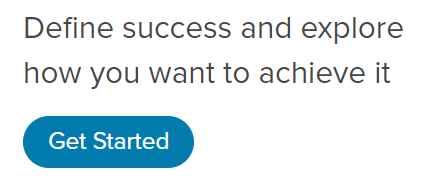 Define success and explore
how you want to achieve it
Get Started